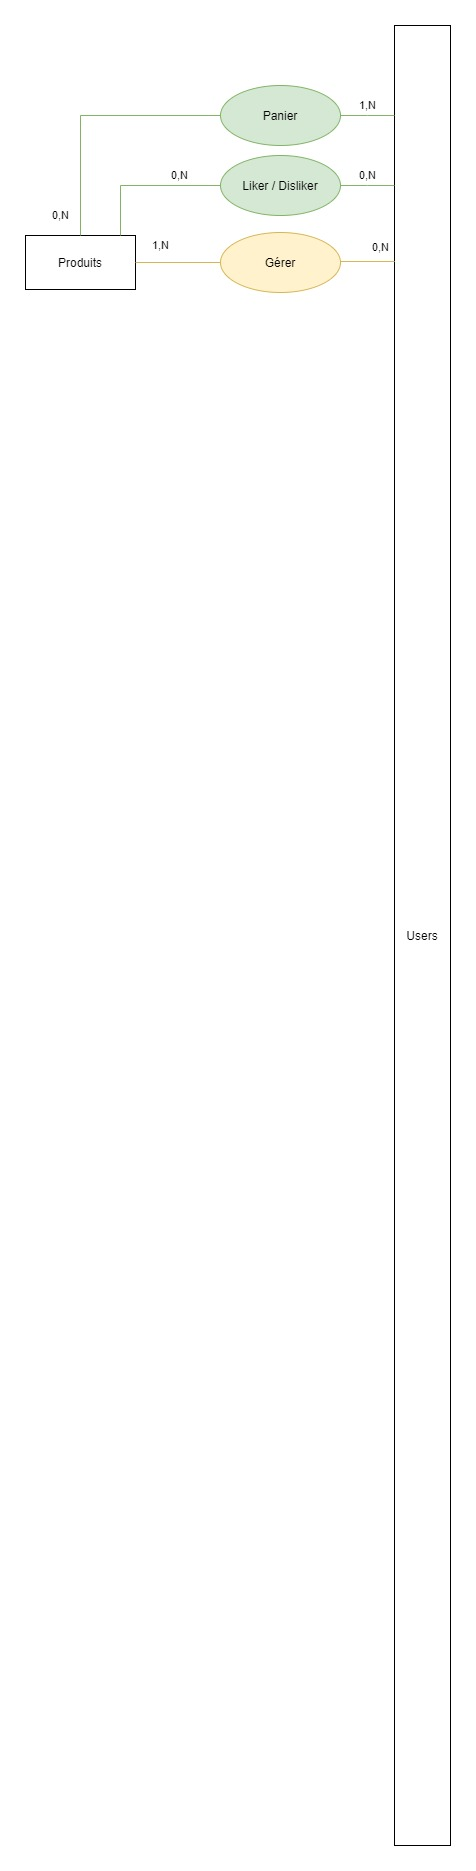 1,N
Panier
0,N
0,N
Liker / Disliker
0,N
1,N
0,N
Produits
Gérer
Users